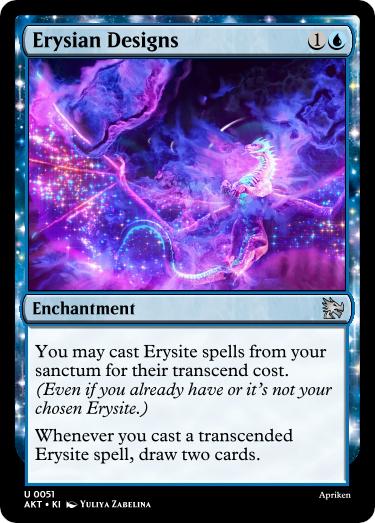 Erysian Designs 1
Enchantment
You may cast Erysite spells from your
sanctum for their transcend cost.
(Even if you already have or it's not your
chosen Erysite.)
Whenever you cast a transcended
Erysite spell, draw two cards.
U 0051
Apriken
AKT • KI Yuliya Zabelina